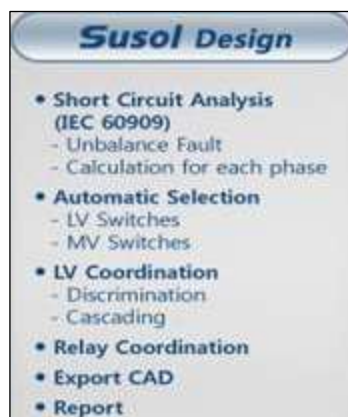 Susol Design
• Short Circuit Analysis
(IEC 60909)
- Unbalance Fault
- Calculation for each phase
• Automatic Selection
- LV Switches
- MV Switches
• LV Coordination
- Discrimination
- Cascading
• Relay Coordination
• Export CAD
• Report